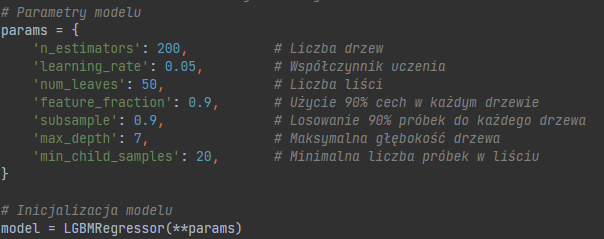 # Parametry modelu
params = {
    'n_estimators': 200,           # Liczba drzew
    'learning_rate': 0.05,         # Współczynnik uczenia
    'num_leaves': 50,              # Liczba liści
    'feature_fraction': 0.9,       # Użycie 90% cech w każdym drzewie
    'subsample': 0.9,              # Losowanie 90% próbek do każdego drzewa
    'max_depth': 7,                # Maksymalna głębokość drzewa
    'min_child_samples': 20,       # Minimalna liczba próbek w liściu
}

# Inicjalizacja modelu
model = LGBMRegressor(**params)